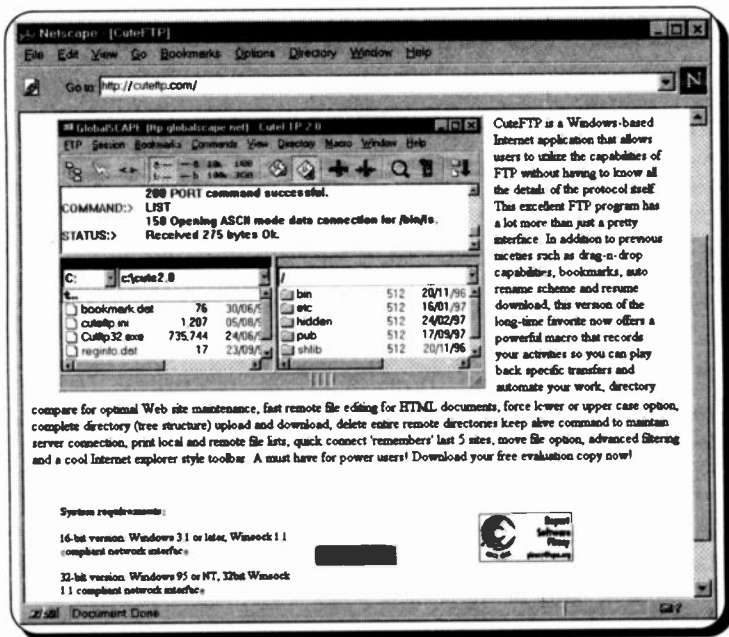 Netscape - [CuteFTP]
File Edit View Go Bookmarks Options Directory Window Help
Go to: http://cuteftp.com/
N
GlobalSCAPE (ftp.globalscape.net) CuteFTP 2.0
FTP Session Bookmarks Commands View Directory Macro Window Help
200 PORT command successful.
COMMAND:> LIST
150 Opening ASCII mode data connection for /bin/ls.
STATUS:> Received 275 bytes Ok.
C: c:\cute2.0
bookmark.dat 76 30/06/9
cuteftp.ini 1,207 05/08/9
Cutftp32.exe 735,744 24/06/9
reginfo.dat 17 23/09/9
/
bin 512 20/11/96
etc 512 16/01/97
hidden 512 24/02/97
pub 512 17/09/97
shlib 512 20/11/96
CuteFTP is a Windows-based
Internet application that allows
users to utilize the capabilities of
FTP without having to know all
the details of the protocol itself.
This excellent FTP program has
a lot more than just a pretty
interface. In addition to previous
niceties such as drag-n-drop
capabilities, bookmarks, auto
rename scheme and resume
download, this version of the
long-time favorite now offers a
powerful macro that records
your activities so you can play
back specific transfers and
automate your work, directory
compare for optimal Web site maintenance, fast remote file editing for HTML documents, force lower or upper case option,
complete directory (tree structure) upload and download, delete entire remote directories keep alive command to maintain
server connection, print local and remote file lists, quick connect 'remembers' last 5 sites, move file option, advanced filtering
and a cool Internet explorer style toolbar. A must have for power users! Download your free evaluation copy now!
System requirements:
16-bit version: Windows 3.1 or later, Winsock 1.1
compliant network interface
32-bit version: Windows 95 or NT, 32bit Winsock
1.1 compliant network interface
Report
Software
Piracy
Document: Done